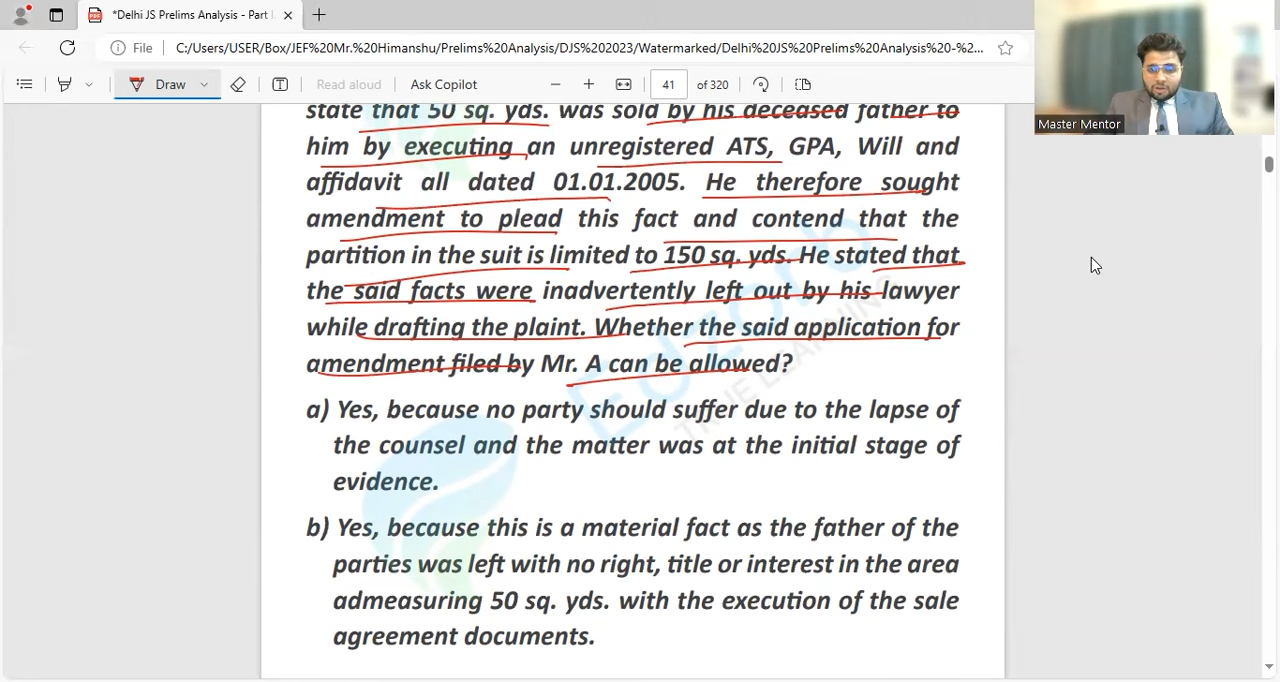 *Delhi JS Prelims Analysis - Part I
File
C:/Users/USER/Box/JEF%20Mr.%20Himanshu/Prelims%20Analysis/DJS%202023/Watermarked/Delhi%20JS%20Prelims%20Analysis%20-%2...
Draw
Read aloud
Ask Copilot
41 of 320
Master Mentor
state that 50 sq. yds. was sold by his deceased father to
him by executing an unregistered ATS, GPA, Will and
affidavit all dated 01.01.2005. He therefore sought
amendment to plead this fact and contend that the
partition in the suit is limited to 150 sq. yds. He stated that
the said facts were inadvertently left out by his lawyer
while drafting the plaint. Whether the said application for
amendment filed by Mr. A can be allowed?
a) Yes, because no party should suffer due to the lapse of
the counsel and the matter was at the initial stage of
evidence.
b) Yes, because this is a material fact as the father of the
parties was left with no right, title or interest in the area
admeasuring 50 sq. yds. with the execution of the sale
agreement documents.
Edzorb
TRUE LEARNING